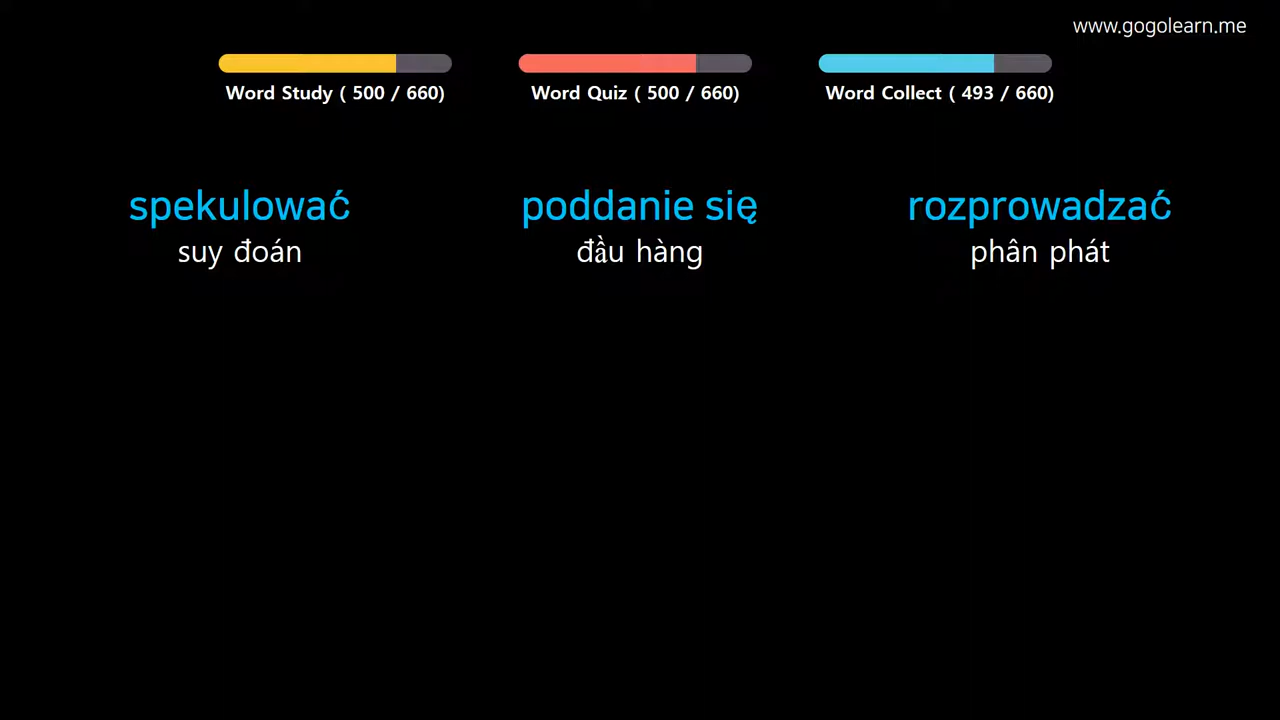 www.gogolearn.me
Word Study ( 500 / 660)
Word Quiz ( 500 / 660)
Word Collect ( 493 / 660)
spekulować
suy đoán
poddanie się
đầu hàng
rozprowadzać
phân phát